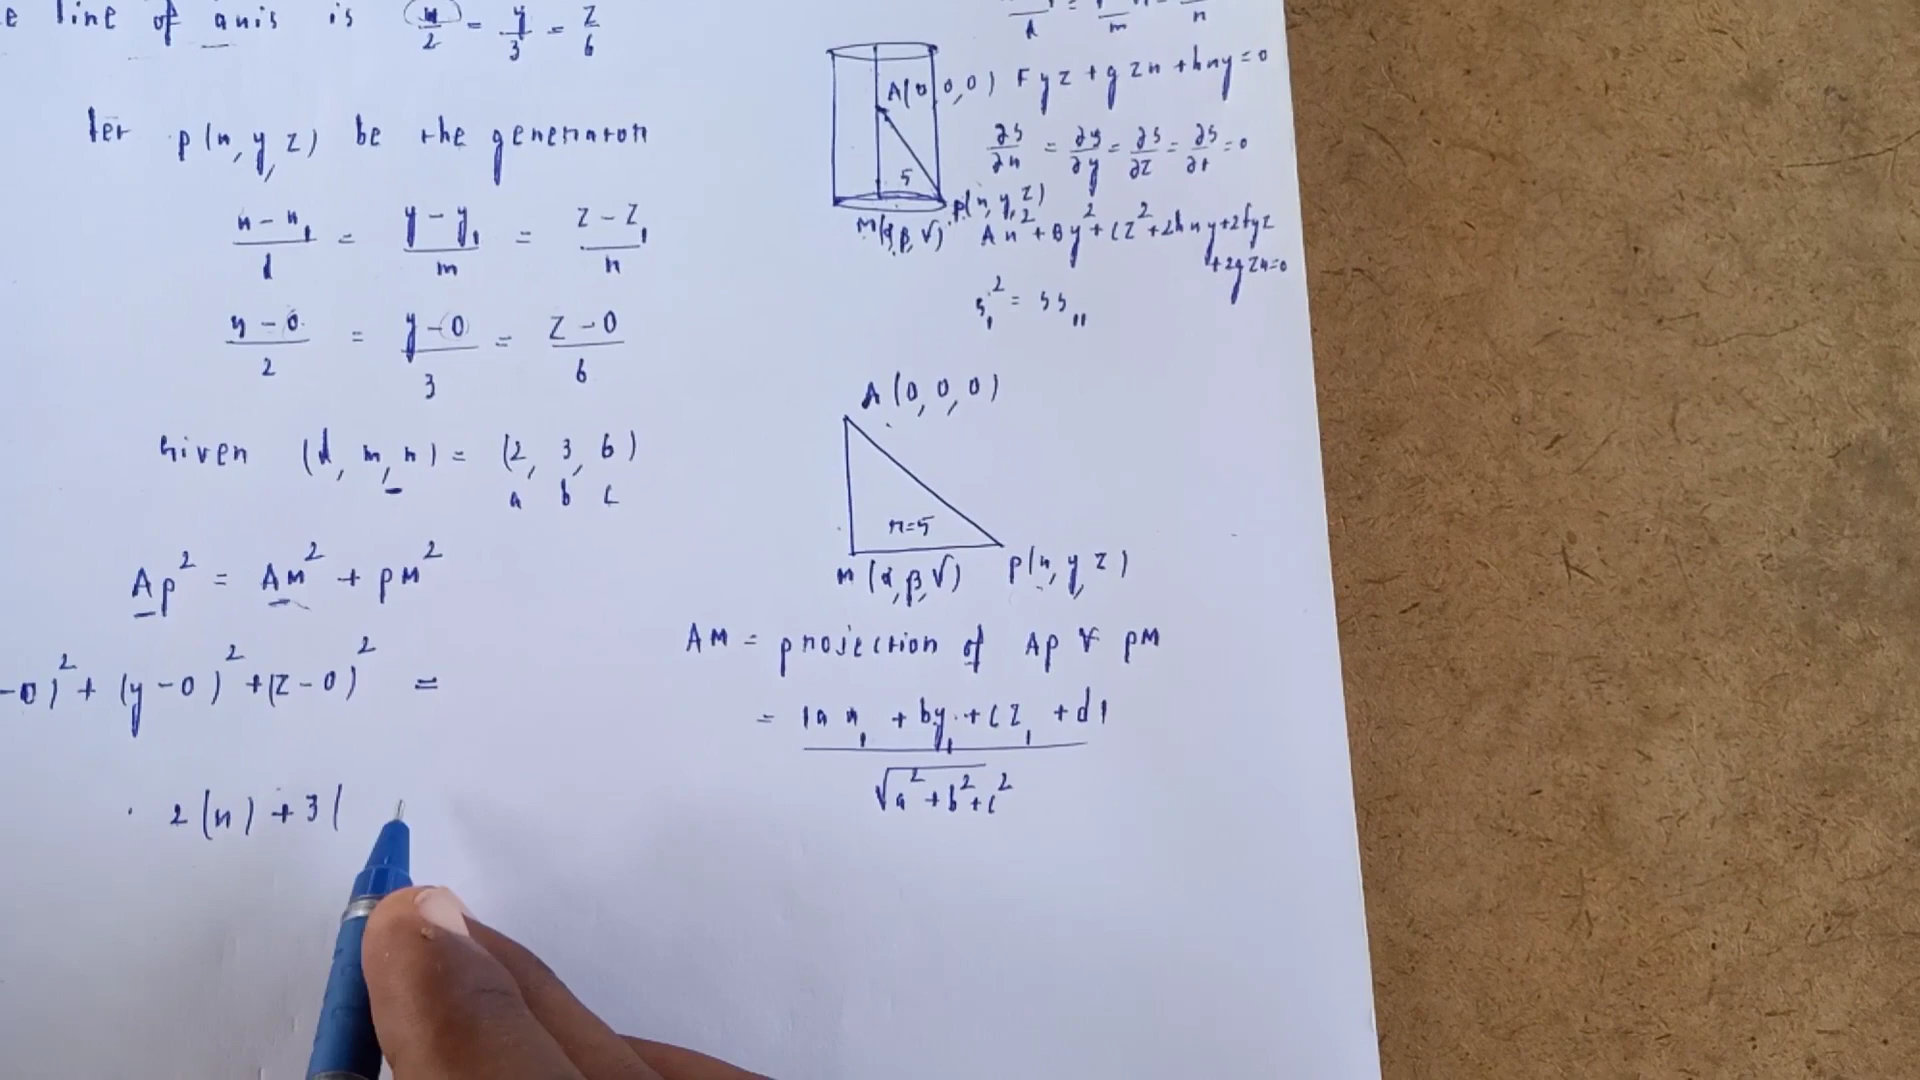 e line of axis is x/2 = y/3 = z/6
let p(x, y, z) be the generator
x - x₁/l = y - y₁/m = z - z₁/n
x - 0/2 = y - 0/3 = z - 0/6
Given (l, m, n) = (2, 3, 6)
a b c
Ap² = AM² + PM²
-0)² + (y - 0)² + (z - 0)² =
2(x) + 3(
l = m n
A(0, 0, 0) Fyz + gzx + hxy = 0
∂s/∂x = ∂s/∂y = ∂s/∂z = ∂s/∂t = 0
5
p(x, y, z)
M(α, β, γ) Ax² + By² + Cz² + 2hxy + 2fyz
+ 2gzx = 0
s₁² = ss₁₁
A(0, 0, 0)
r = 5
M(α, β, γ) P(x, y, z)
AM = projection of AP & PM
= |ax₁ + by₁ + cz₁ + d|
√a² + b² + c²